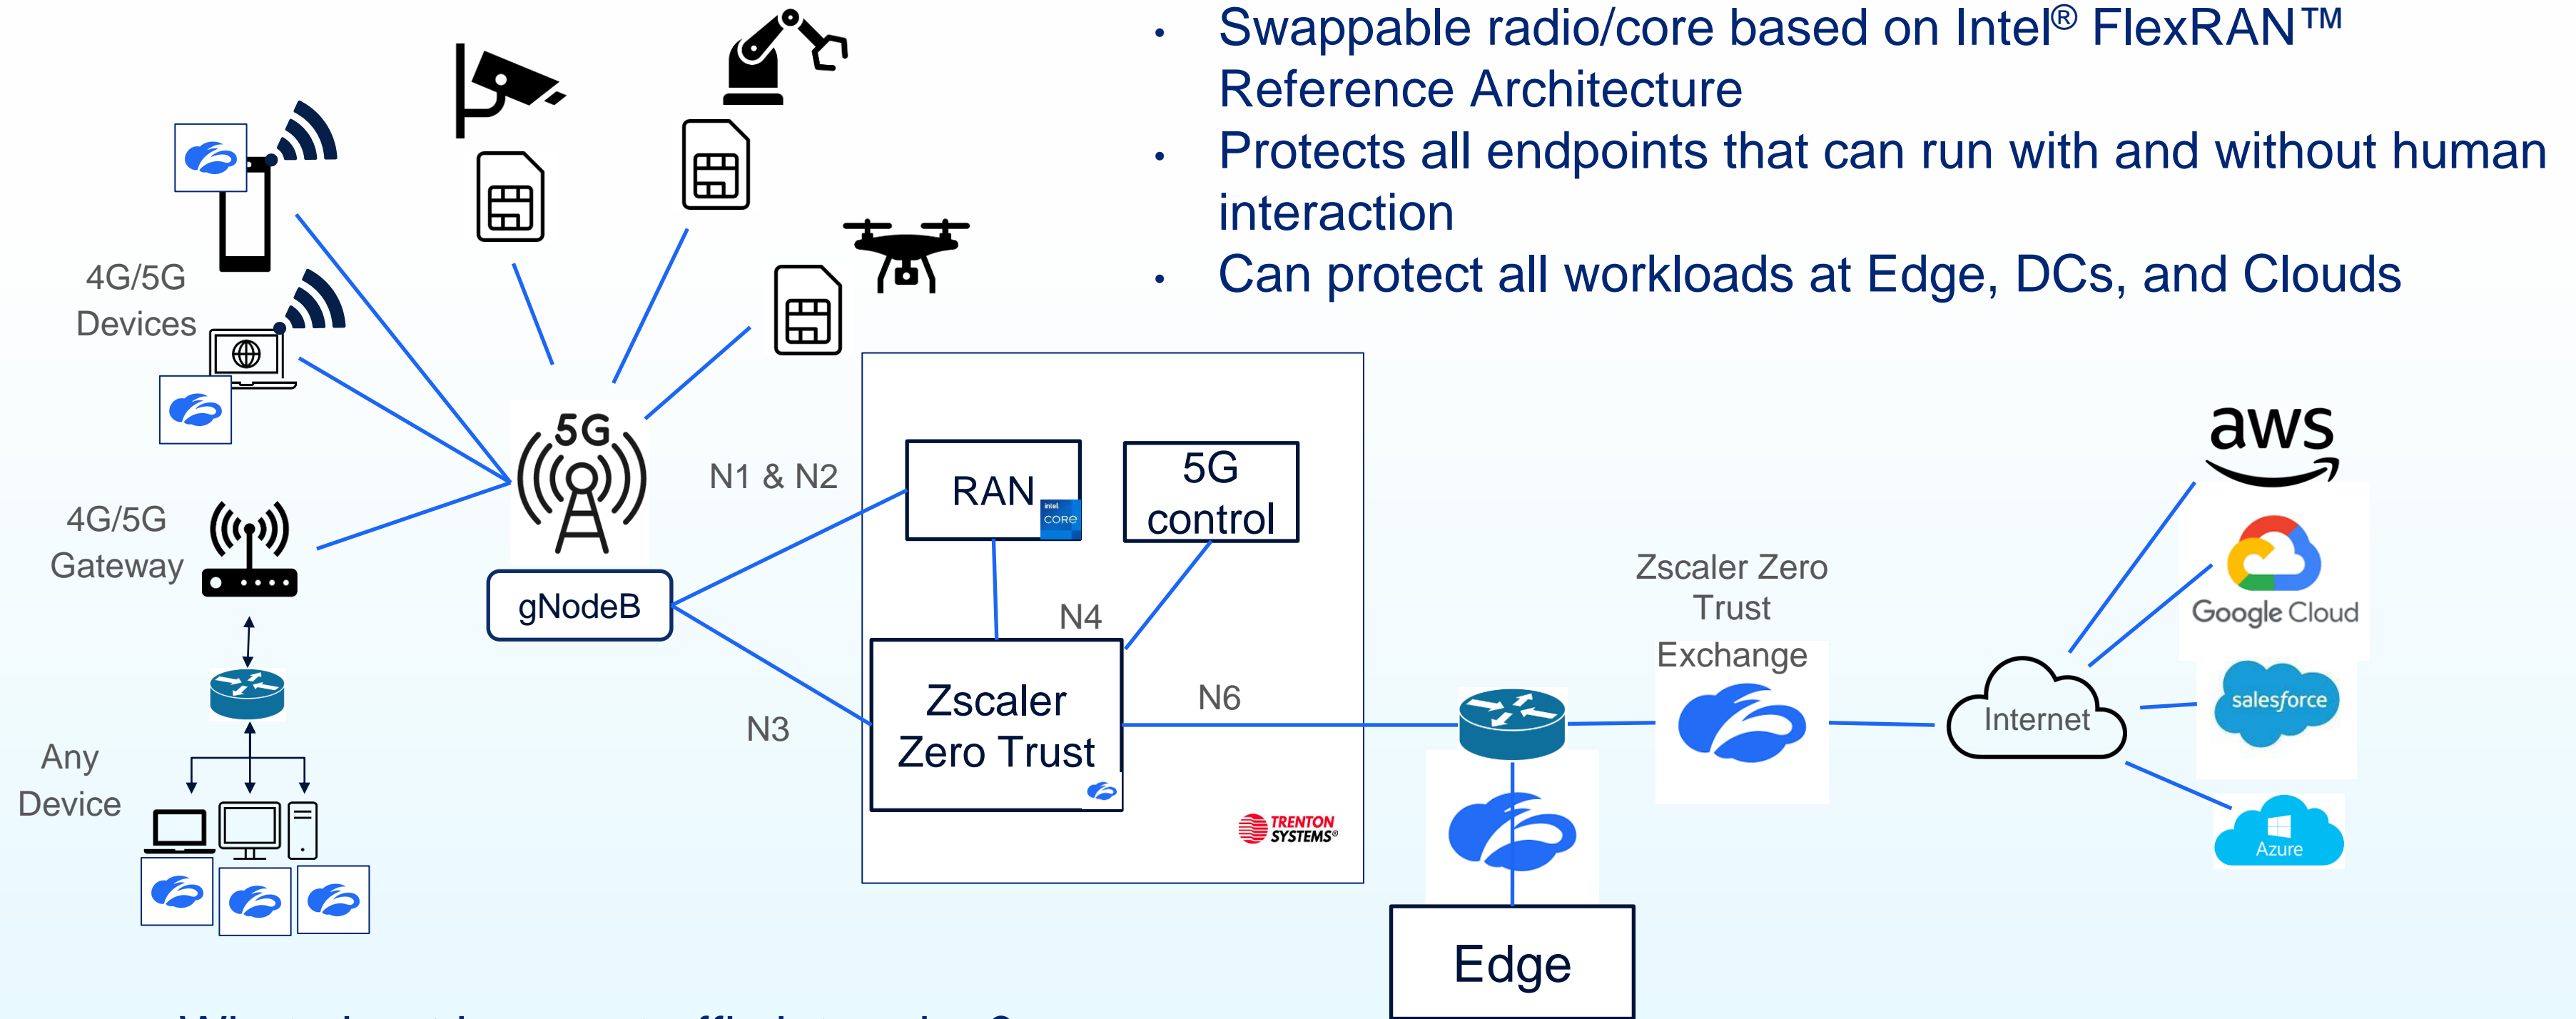 • Swappable radio/core based on Intel® FlexRAN™
Reference Architecture
• Protects all endpoints that can run with and without human
interaction
• Can protect all workloads at Edge, DCs, and Clouds
4G/5G
Devices
5G
gNodeB
4G/5G
Gateway
Any
Device
N1 & N2
N3
RAN
intel
CORE
5G
control
N4
Zscaler
Zero Trust
N6
TRENTON
SYSTEMS®
Zscaler Zero
Trust
Exchange
Edge
Internet
aws
Google Cloud
salesforce
Azure